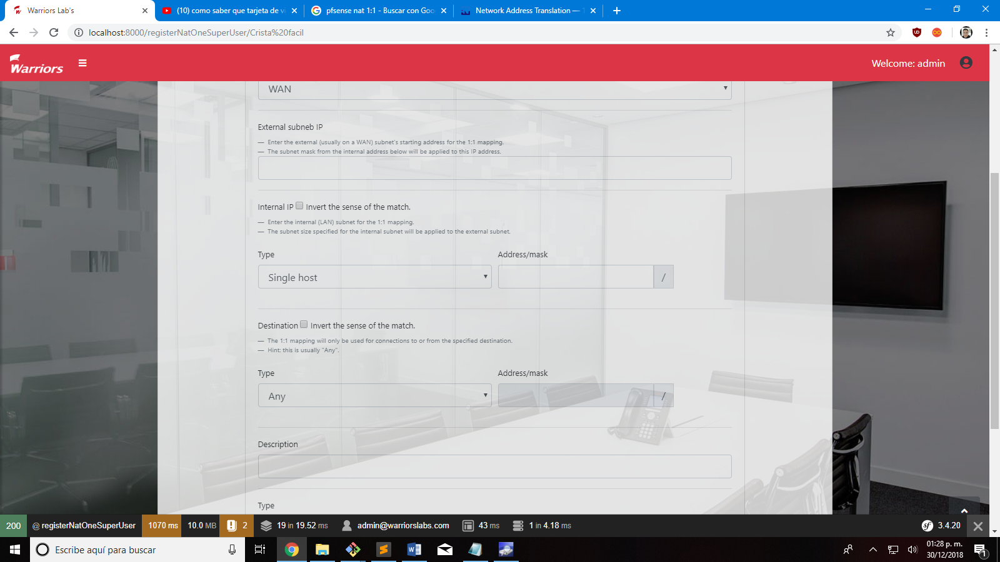 Warriors Lab's
(10) como saber que tarjeta de vi
pfsense nat 1:1 - Buscar con Goo
Network Address Translation — 1
localhost:8000/registerNatOneSuperUser/Crista%20facil
Warriors
Welcome: admin
WAN
External subneb IP
— Enter the external (usually on a WAN) subnet's starting address for the 1:1 mapping.
— The subnet mask from the internal address below will be applied to this IP address.
Internal IP Invert the sense of the match.
— Enter the internal (LAN) subnet for the 1:1 mapping.
— The subnet size specified for the internal subnet will be applied to the external subnet.
Type Address/mask
Single host /
Destination Invert the sense of the match.
— The 1:1 mapping will only be used for connections to or from the specified destination.
— Hint: this is usually "Any".
Type Address/mask
Any /
Description
Type
200 @ registerNatOneSuperUser 1070 ms 10.0 MB 2 19 in 19.52 ms admin@warriorslabs.com 43 ms 1 in 4.18 ms sf 3.4.20
Escribe aquí para buscar
01:28 p. m.
30/12/2018
1